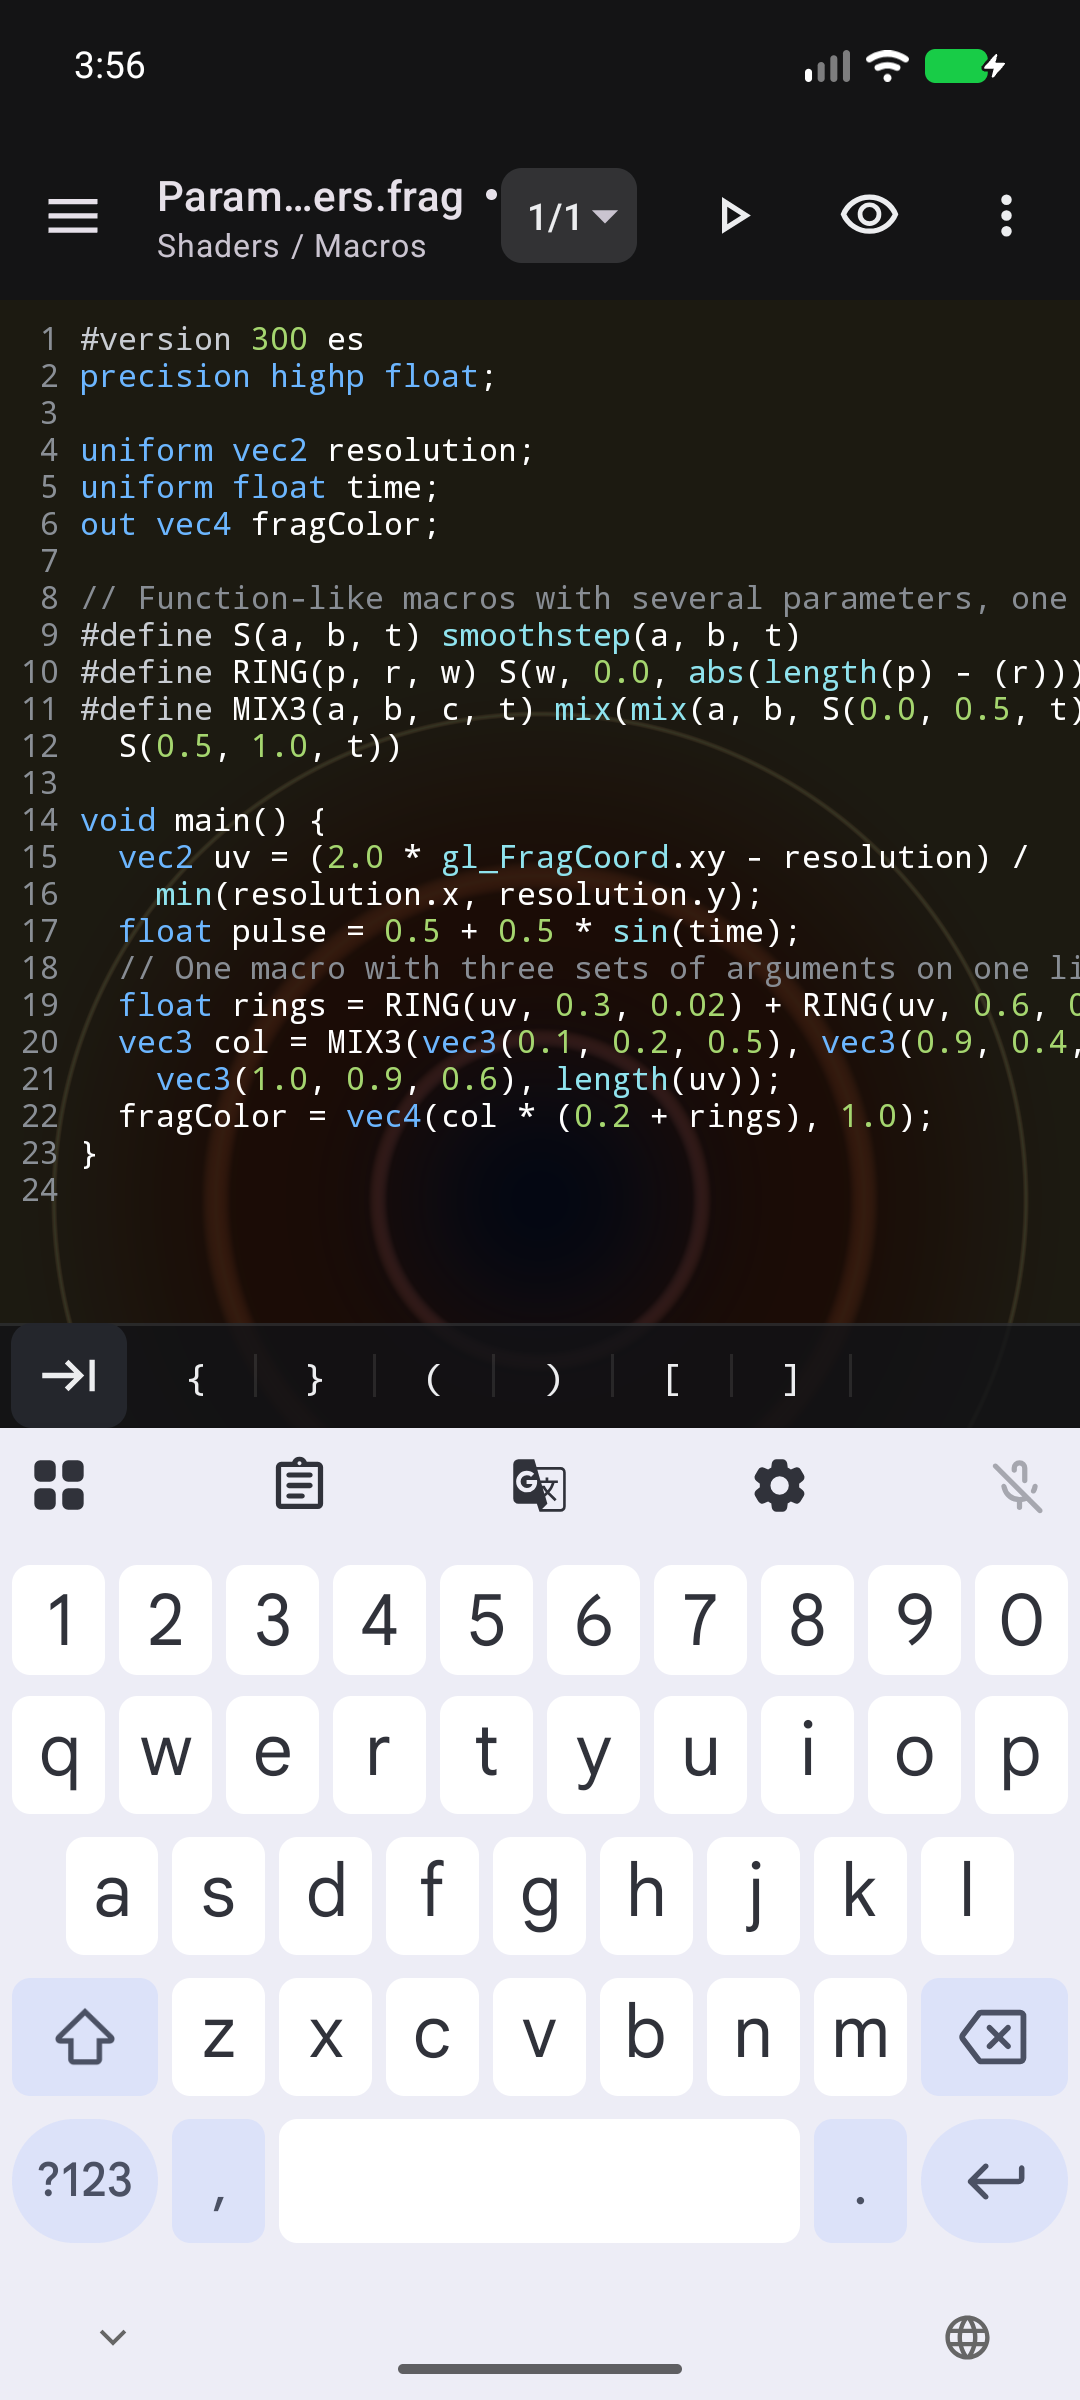 3:56
Param…ers.frag •
Shaders / Macros
1/1
1 #version 300 es
2 precision highp float;
3
4 uniform vec2 resolution;
5 uniform float time;
6 out vec4 fragColor;
7
8 // Function-like macros with several parameters, one
9 #define S(a, b, t) smoothstep(a, b, t)
10 #define RING(p, r, w) S(w, 0.0, abs(length(p) - (r)))
11 #define MIX3(a, b, c, t) mix(mix(a, b, S(0.0, 0.5, t)
12   S(0.5, 1.0, t))
13
14 void main() {
15   vec2 uv = (2.0 * gl_FragCoord.xy - resolution) /
16     min(resolution.x, resolution.y);
17   float pulse = 0.5 + 0.5 * sin(time);
18   // One macro with three sets of arguments on one li
19   float rings = RING(uv, 0.3, 0.02) + RING(uv, 0.6, 0
20   vec3 col = MIX3(vec3(0.1, 0.2, 0.5), vec3(0.9, 0.4,
21     vec3(1.0, 0.9, 0.6), length(uv));
22   fragColor = vec4(col * (0.2 + rings), 1.0);
23 }
24
{ } ( ) [ ]
1 2 3 4 5 6 7 8 9 0
q w e r t y u i o p
a s d f g h j k l
z x c v b n m
?123 , .